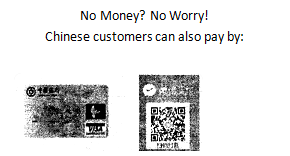 No Money? No Worry!
Chinese customers can also pay by:
VISA